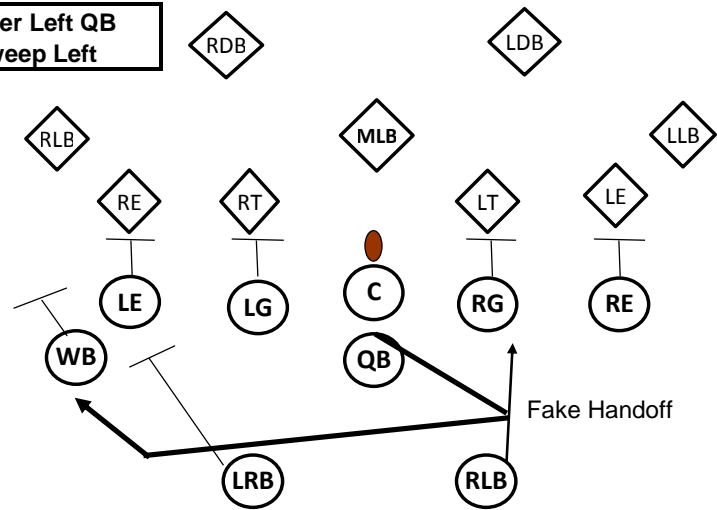 er Left QB
eep Left
RDB
LDB
RLB
MLB
LLB
RE
RT
LT
LE
LE
LG
C
RG
RE
WB
QB
Fake Handoff
LRB
RLB